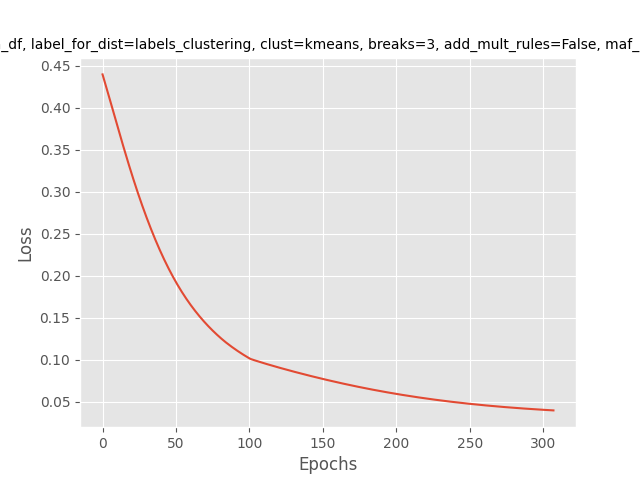 _df, label_for_dist=labels_clustering, clust=kmeans, breaks=3, add_mult_rules=False, maf_
0.45
0.40
0.35
0.30
0.25
0.20
0.15
0.10
0.05
Loss
0 50 100 150 200 250 300
Epochs